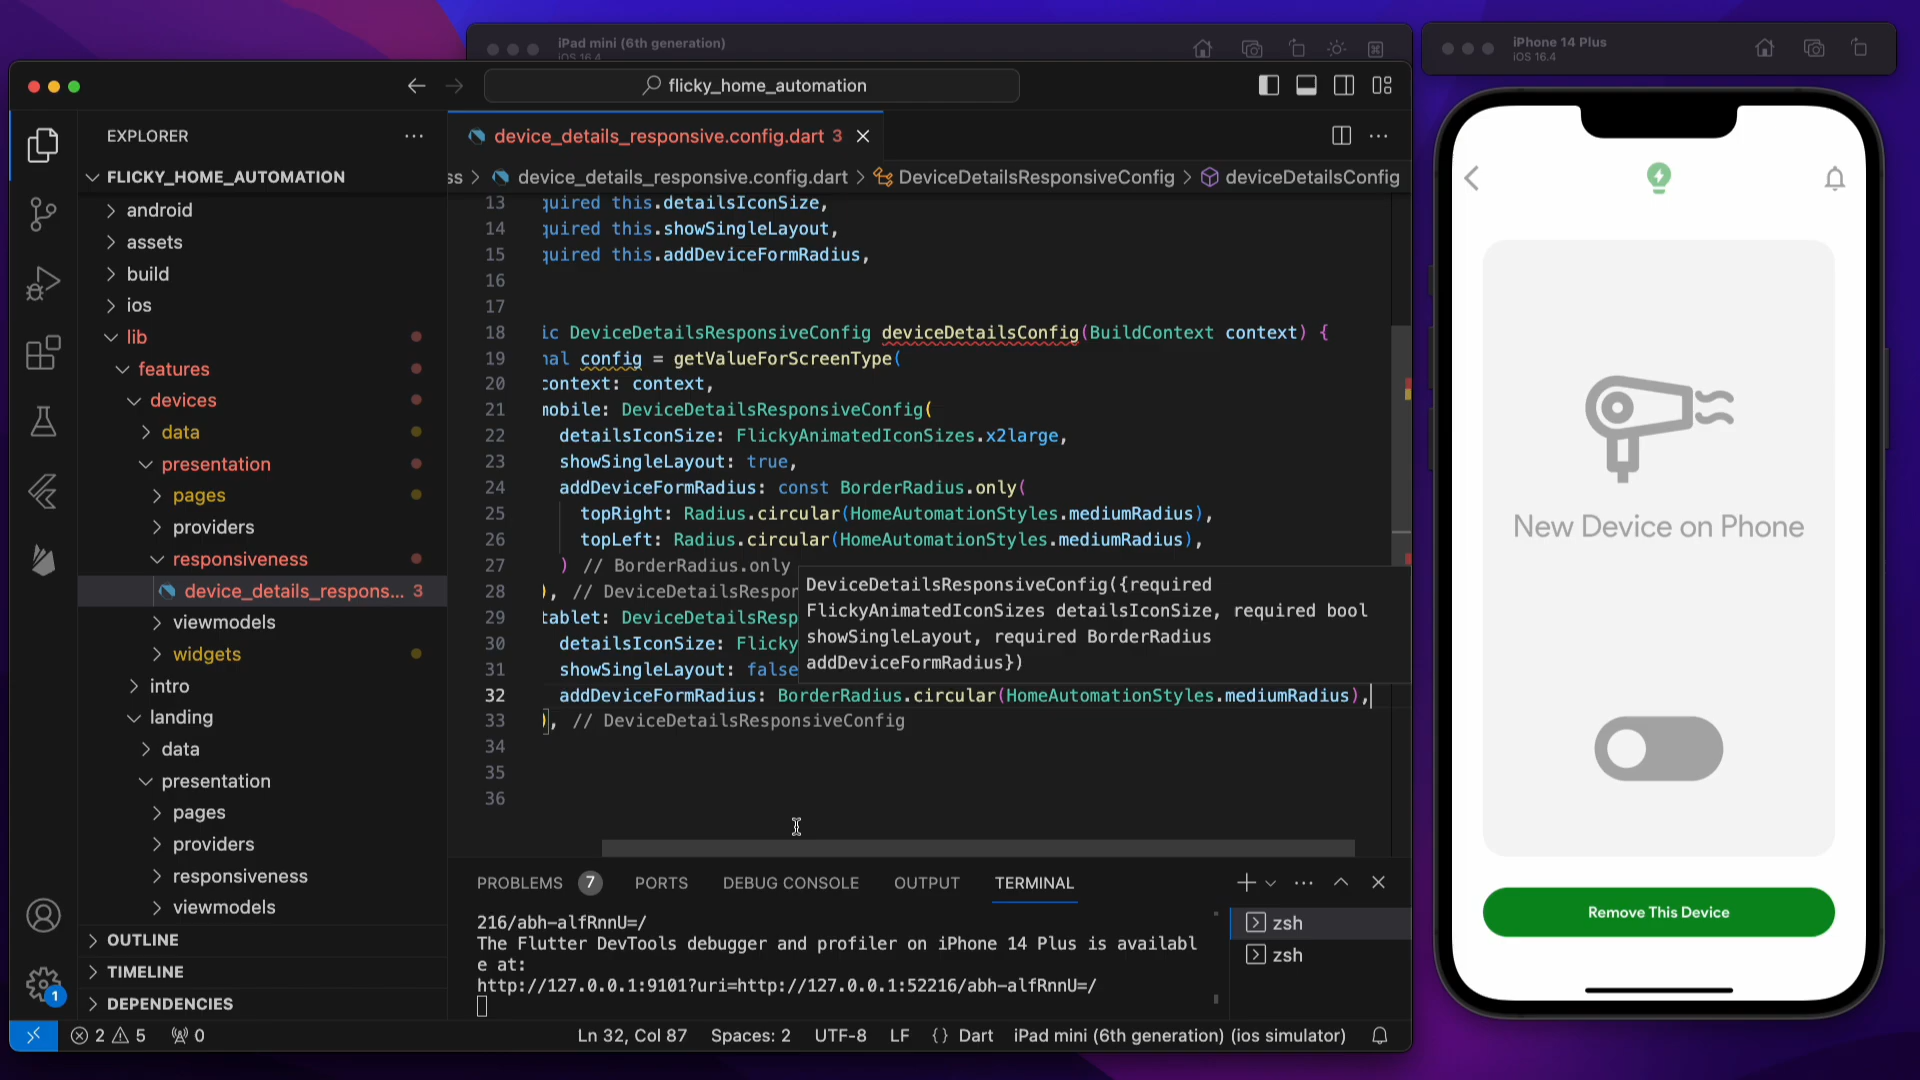 iPad mini (6th generation)
iOS 16.4
iPhone 14 Plus
iOS 16.4
flicky_home_automation
EXPLORER
FLICKY_HOME_AUTOMATION
android
assets
build
ios
lib
features
devices
data
presentation
pages
providers
responsiveness
device_details_respons... 3
viewmodels
widgets
intro
landing
data
presentation
pages
providers
responsiveness
viewmodels
OUTLINE
TIMELINE
DEPENDENCIES
1
device_details_responsive.config.dart 3
ss > device_details_responsive.config.dart > DeviceDetailsResponsiveConfig > deviceDetailsConfig
13 quired this.detailsIconSize,
14 quired this.showSingleLayout,
15 quired this.addDeviceFormRadius,
16
17
18 ic DeviceDetailsResponsiveConfig deviceDetailsConfig(BuildContext context) {
19 nal config = getValueForScreenType(
20 context: context,
21 mobile: DeviceDetailsResponsiveConfig(
22 detailsIconSize: FlickyAnimatedIconSizes.x2large,
23 showSingleLayout: true,
24 addDeviceFormRadius: const BorderRadius.only(
25 topRight: Radius.circular(HomeAutomationStyles.mediumRadius),
26 topLeft: Radius.circular(HomeAutomationStyles.mediumRadius),
27 ) // BorderRadius.only
28 ), // DeviceDetailsRespor
29 tablet: DeviceDetailsResp
30 detailsIconSize: Flicky
31 showSingleLayout: false
32 addDeviceFormRadius: BorderRadius.circular(HomeAutomationStyles.mediumRadius),
33 ), // DeviceDetailsResponsiveConfig
34
35
36
DeviceDetailsResponsiveConfig({required
FlickyAnimatedIconSizes detailsIconSize, required bool
showSingleLayout, required BorderRadius
addDeviceFormRadius})
PROBLEMS 7 PORTS DEBUG CONSOLE OUTPUT TERMINAL
216/abh-alfRnnU=/
The Flutter DevTools debugger and profiler on iPhone 14 Plus is availabl
e at:
http://127.0.0.1:9101?uri=http://127.0.0.1:52216/abh-alfRnnU=/
zsh
zsh
2 5 0 Ln 32, Col 87 Spaces: 2 UTF-8 LF {} Dart iPad mini (6th generation) (ios simulator)
New Device on Phone
Remove This Device